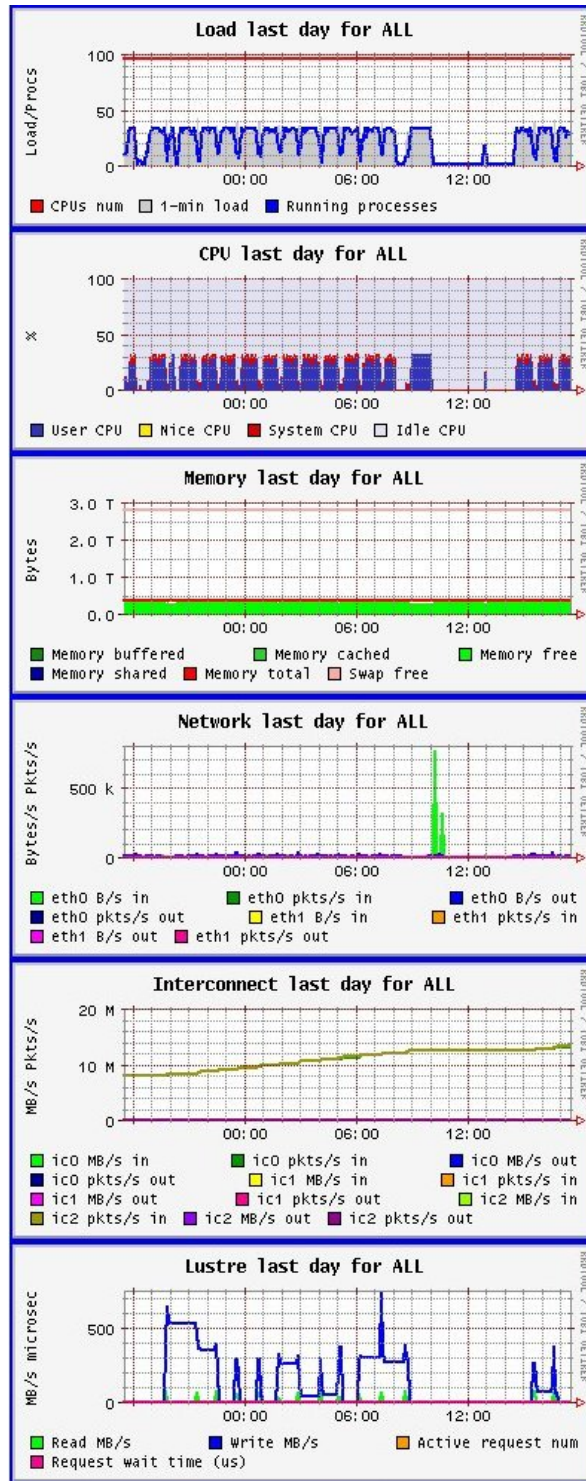 Load last day for ALL
Load/Procs
100
50
0
00:00 06:00 12:00
CPUs num 1-min load Running processes
CPU last day for ALL
%
100
50
0
00:00 06:00 12:00
User CPU Nice CPU System CPU Idle CPU
Memory last day for ALL
Bytes
3.0 T
2.0 T
1.0 T
0.0
00:00 06:00 12:00
Memory buffered Memory cached Memory free
Memory shared Memory total Swap free
Network last day for ALL
Bytes/s Pkts/s
500 k
0
00:00 06:00 12:00
eth0 B/s in eth0 pkts/s in eth0 B/s out
eth0 pkts/s out eth1 B/s in eth1 pkts/s in
eth1 B/s out eth1 pkts/s out
Interconnect last day for ALL
MB/s Pkts/s
20 M
10 M
0
00:00 06:00 12:00
ic0 MB/s in ic0 pkts/s in ic0 MB/s out
ic0 pkts/s out ic1 MB/s in ic1 pkts/s in
ic1 MB/s out ic1 pkts/s out ic2 MB/s in
ic2 pkts/s in ic2 MB/s out ic2 pkts/s out
Lustre last day for ALL
MB/s microsec
500
0
00:00 06:00 12:00
Read MB/s Write MB/s Active request num
Request wait time (us)